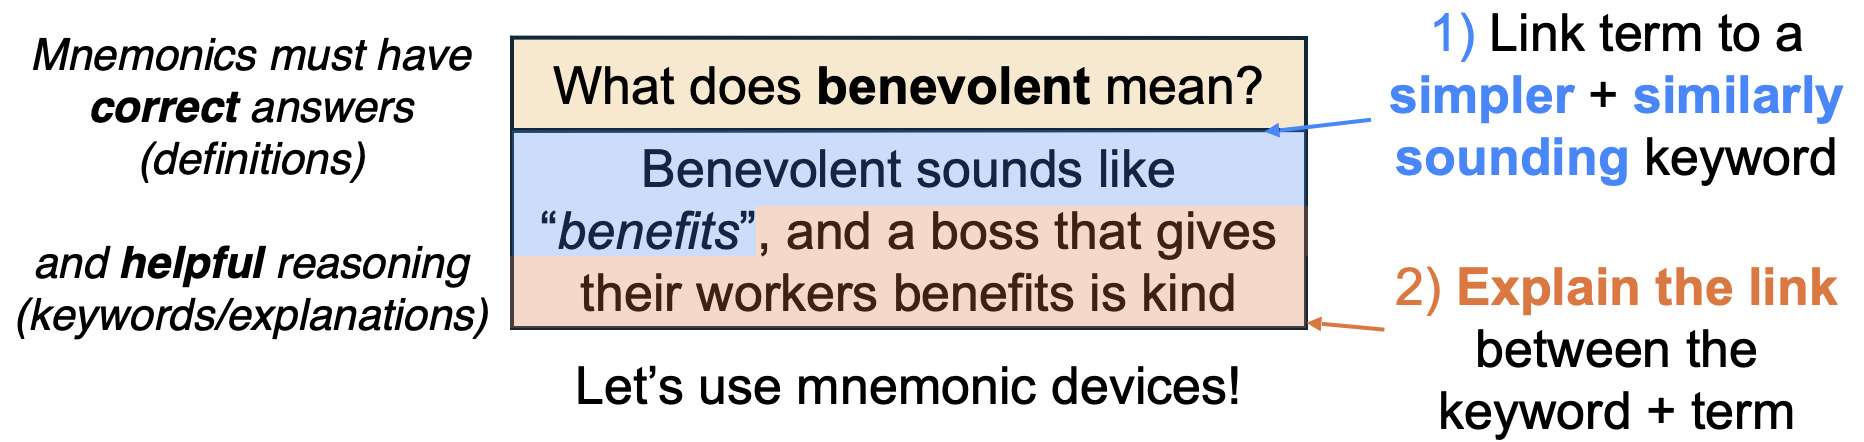 Mnemonics must have
correct answers
(definitions)
and helpful reasoning
(keywords/explanations)
What does benevolent mean?
Benevolent sounds like
“benefits”, and a boss that gives
their workers benefits is kind
Let’s use mnemonic devices!
1) Link term to a
simpler + similarly
sounding keyword
2) Explain the link
between the
keyword + term